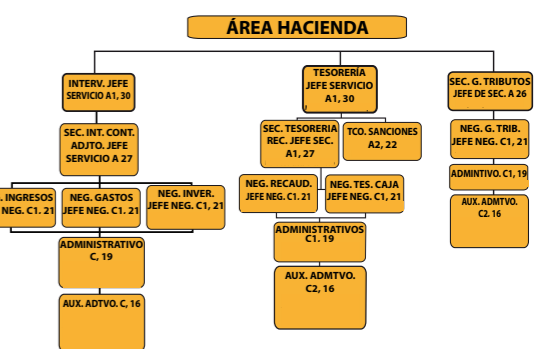 ÁREA HACIENDA
INTERV. JEFE
SERVICIO A1, 30
TESORERÍA
JEFE SERVICIO
A1, 30
SEC. G. TRIBUTOS
JEFE DE SEC. A 26
SEC. INT. CONT.
ADJTO. JEFE
SERVICIO A 27
SEC. TESORERIA
REC. JEFE SEC.
A1, 27
TCO. SANCIONES
A2, 22
NEG. G. TRIB.
JEFE NEG. C1, 21
. INGRESOS
NEG. C1. 21
NEG. GASTOS
JEFE NEG. C1. 21
NEG. INVER.
JEFE NEG. C1, 21
NEG. RECAUD.
JEFE NEG. C1. 21
NEG. TES. CAJA
JEFE NEG. C1, 21
ADMINTIVO. C1, 19
ADMINISTRATIVO
C, 19
ADMINISTRATIVOS
C1. 19
AUX. ADMTVO.
C2. 16
AUX. ADTVO. C, 16
AUX. ADMTVO.
C2, 16